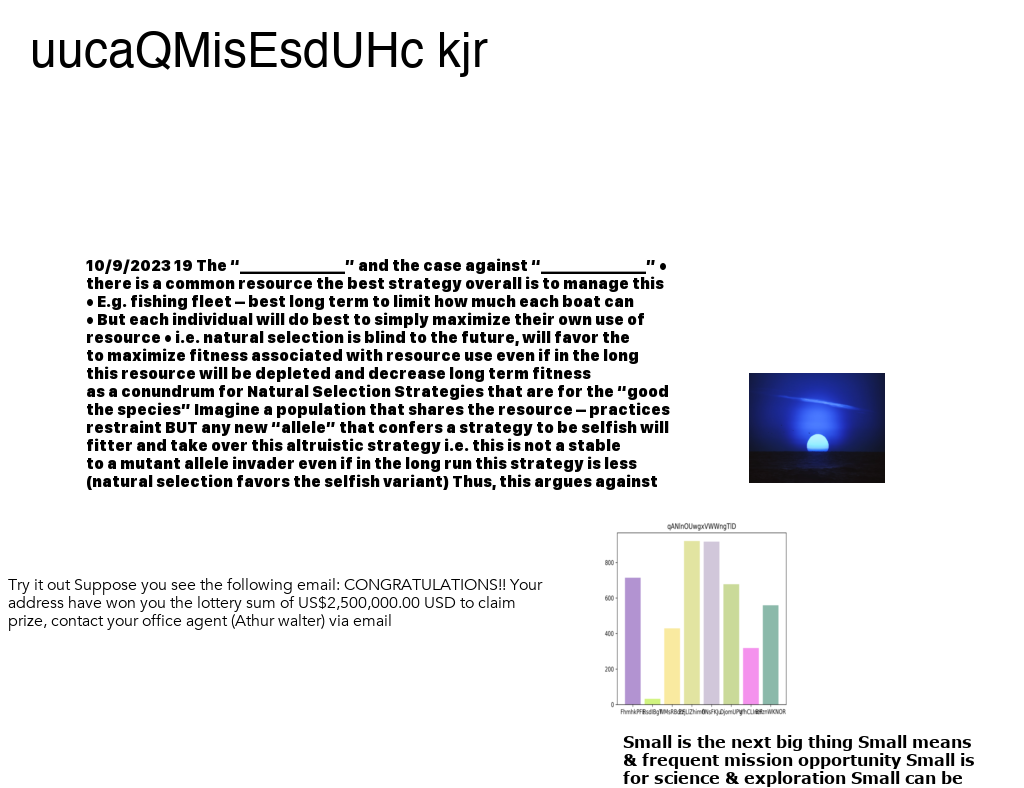 uucaQMisEsdUHc kjr
10/9/2023 19 The “_____________” and the case against “_____________” •
there is a common resource the best strategy overall is to manage this
• E.g. fishing fleet – best long term to limit how much each boat can
• But each individual will do best to simply maximize their own use of
resource • i.e. natural selection is blind to the future, will favor the
to maximize fitness associated with resource use even if in the long
this resource will be depleted and decrease long term fitness
as a conundrum for Natural Selection Strategies that are for the “good
the species” Imagine a population that shares the resource – practices
restraint BUT any new “allele” that confers a strategy to be selfish will
fitter and take over this altruistic strategy i.e. this is not a stable
to a mutant allele invader even if in the long run this strategy is less
(natural selection favors the selfish variant) Thus, this argues against
Try it out Suppose you see the following email: CONGRATULATIONS!! Your
address have won you the lottery sum of US$2,500,000.00 USD to claim
prize, contact your office agent (Athur walter) via email
qANlnOUwgxVWWngTlD
800
600
400
200
0
Small is the next big thing Small means
& frequent mission opportunity Small is
for science & exploration Small can be